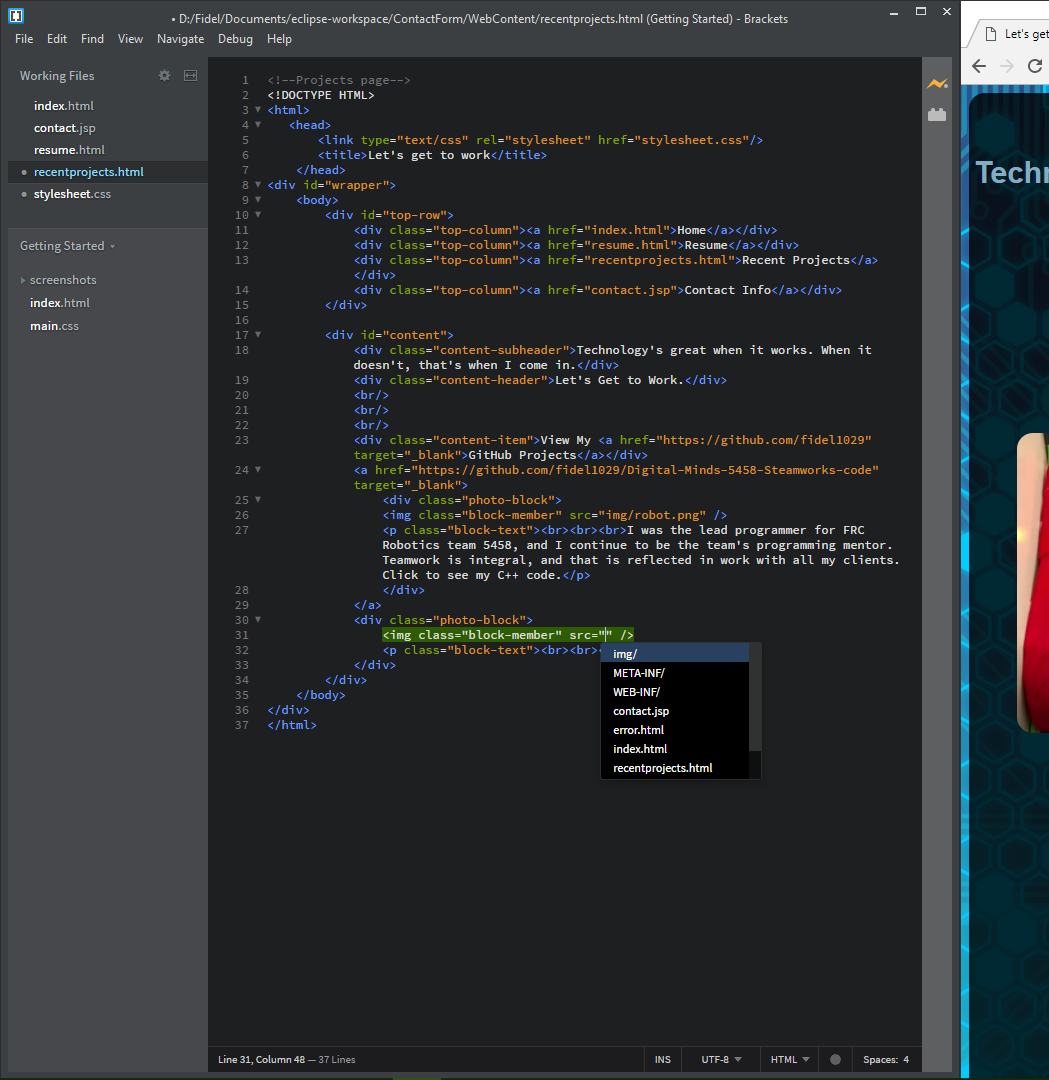 • D:/Fidel/Documents/eclipse-workspace/ContactForm/WebContent/recentprojects.html (Getting Started) - Brackets
File Edit Find View Navigate Debug Help
Working Files
index.html
contact.jsp
resume.html
• recentprojects.html
• stylesheet.css
Getting Started
screenshots
index.html
main.css
1 <!--Projects page-->
2 <!DOCTYPE HTML>
3 <html>
4 <head>
5 <link type="text/css" rel="stylesheet" href="stylesheet.css"/>
6 <title>Let's get to work</title>
7 </head>
8 <div id="wrapper">
9 <body>
10 <div id="top-row">
11 <div class="top-column"><a href="index.html">Home</a></div>
12 <div class="top-column"><a href="resume.html">Resume</a></div>
13 <div class="top-column"><a href="recentprojects.html">Recent Projects</a>
</div>
14 <div class="top-column"><a href="contact.jsp">Contact Info</a></div>
15 </div>
16
17 <div id="content">
18 <div class="content-subheader">Technology's great when it works. When it
doesn't, that's when I come in.</div>
19 <div class="content-header">Let's Get to Work.</div>
20 <br/>
21 <br/>
22 <br/>
23 <div class="content-item">View My <a href="https://github.com/fidel1029"
target="_blank">GitHub Projects</a></div>
24 <a href="https://github.com/fidel1029/Digital-Minds-5458-Steamworks-code"
target="_blank">
25 <div class="photo-block">
26 <img class="block-member" src="img/robot.png" />
27 <p class="block-text"><br><br><br>I was the lead programmer for FRC
Robotics team 5458, and I continue to be the team's programming mentor.
Teamwork is integral, and that is reflected in work with all my clients.
Click to see my C++ code.</p>
28 </div>
29 </a>
30 <div class="photo-block">
31 <img class="block-member" src="" />
32 <p class="block-text"><br><br><
33 </div>
34 </div>
35 </body>
36 </div>
37 </html>
img/
META-INF/
WEB-INF/
contact.jsp
error.html
index.html
recentprojects.html
Line 31, Column 48 — 37 Lines
INS UTF-8 HTML Spaces: 4
Let's get
Techn